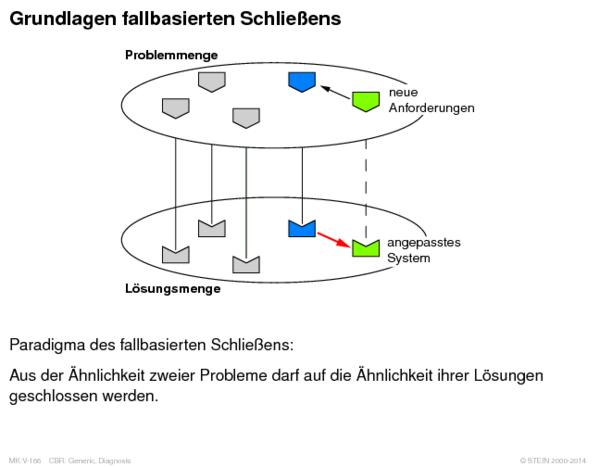 Grundlagen fallbasierten Schließens
Problemmenge
neue
Anforderungen
angepasstes
System
Lösungsmenge
Paradigma des fallbasierten Schließens:
Aus der Ähnlichkeit zweier Probleme darf auf die Ähnlichkeit ihrer Lösungen
geschlossen werden.
MK:V-166 CBR: Generic, Diagnosis © STEIN 2000-2014